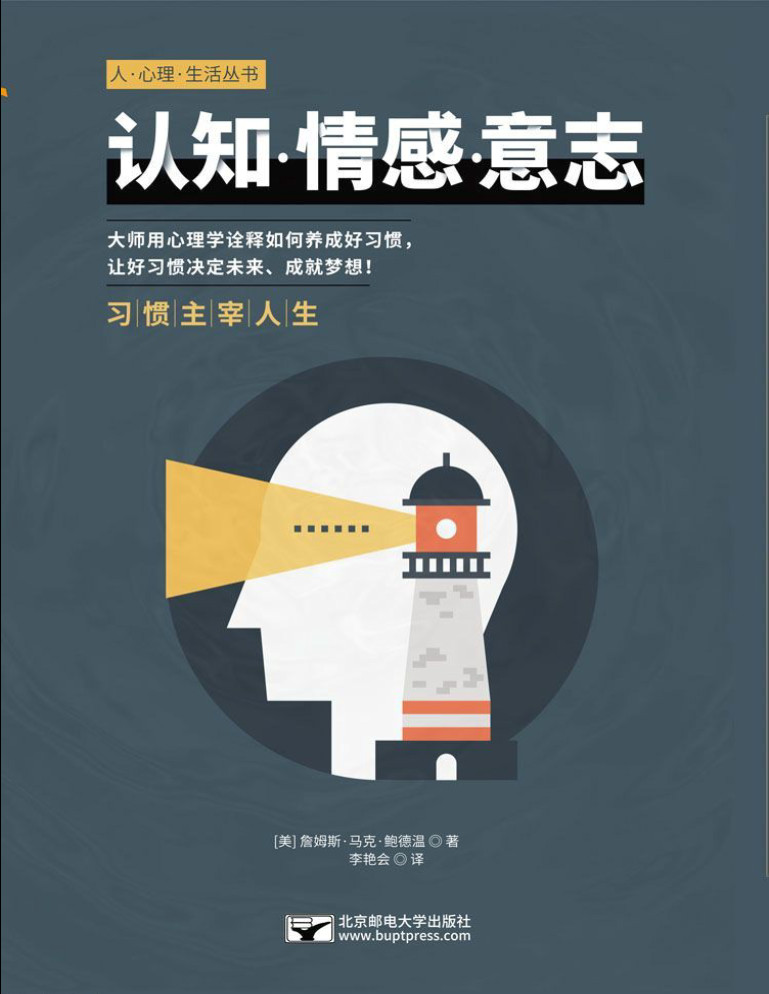 人·心理·生活丛书
认知·情感·意志
大师用心理学诠释如何养成好习惯，
让好习惯决定未来、成就梦想！
习|惯|主|宰|人|生
[美] 詹姆斯·马克·鲍德温◎著
李艳会◎译
北京邮电大学出版社
www.buptpress.com